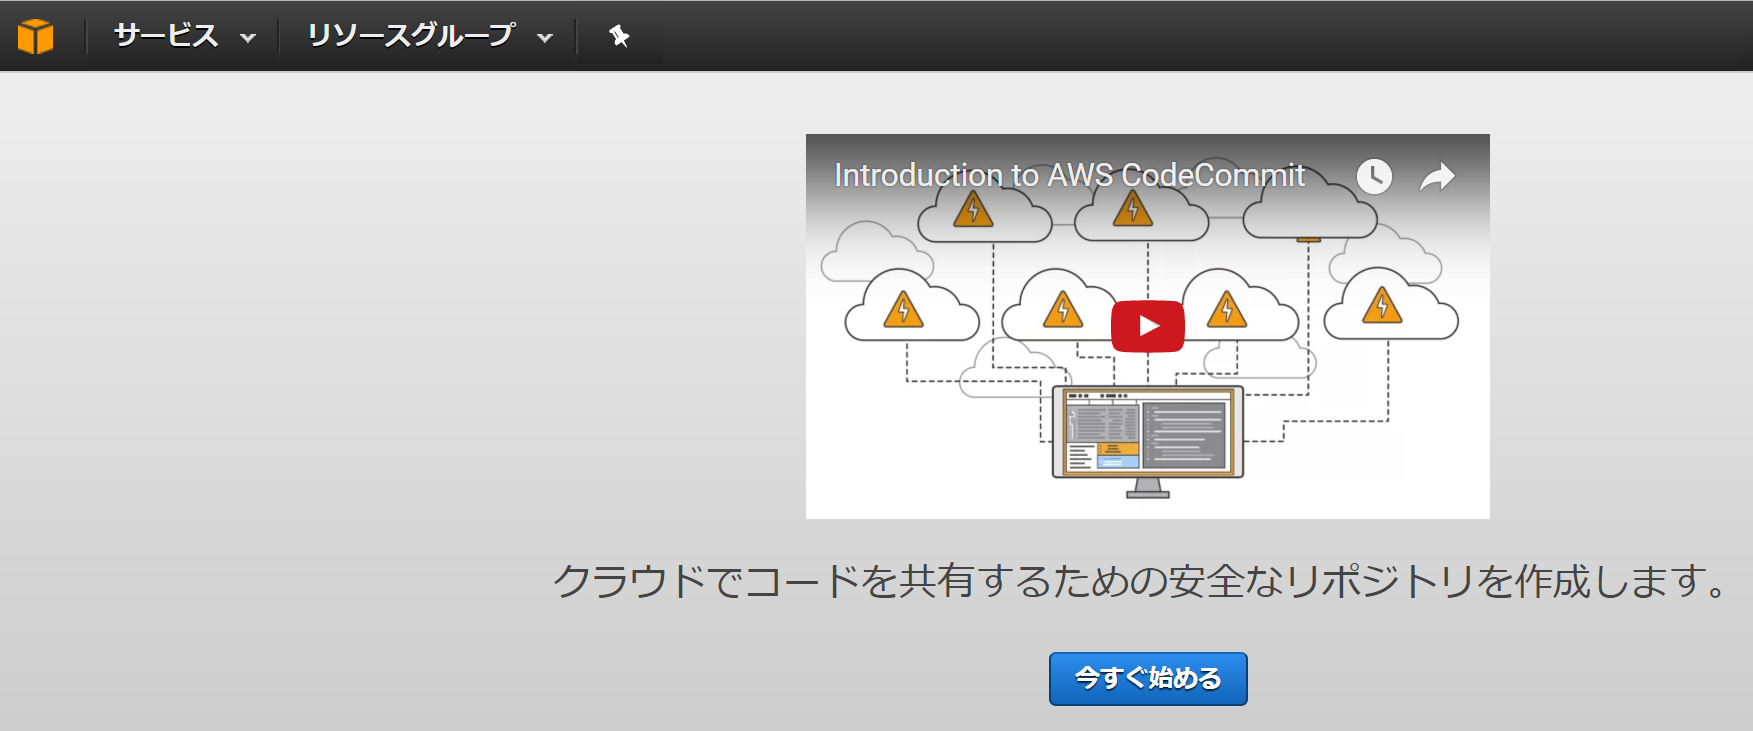 サービス リソースグループ
Introduction to AWS CodeCommit
クラウドでコードを共有するための安全なリポジトリを作成します。
今すぐ始める